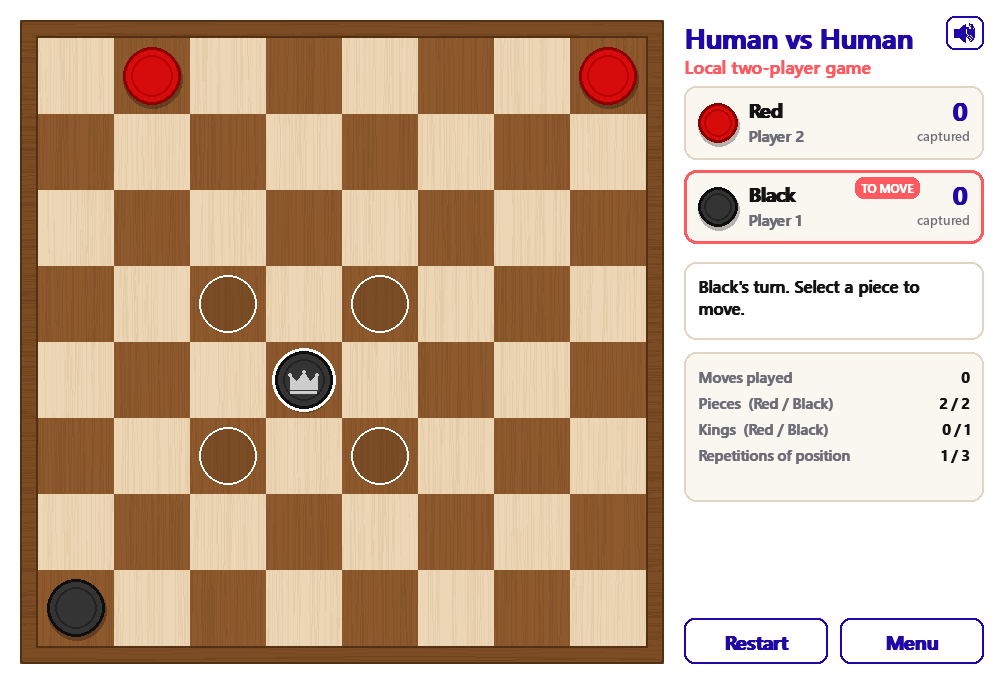 Human vs Human
Local two-player game
Red
Player 2
0
captured
Black
Player 1
TO MOVE
0
captured
Black's turn. Select a piece to
move.
Moves played 0
Pieces (Red / Black) 2 / 2
Kings (Red / Black) 0 / 1
Repetitions of position 1 / 3
Restart
Menu